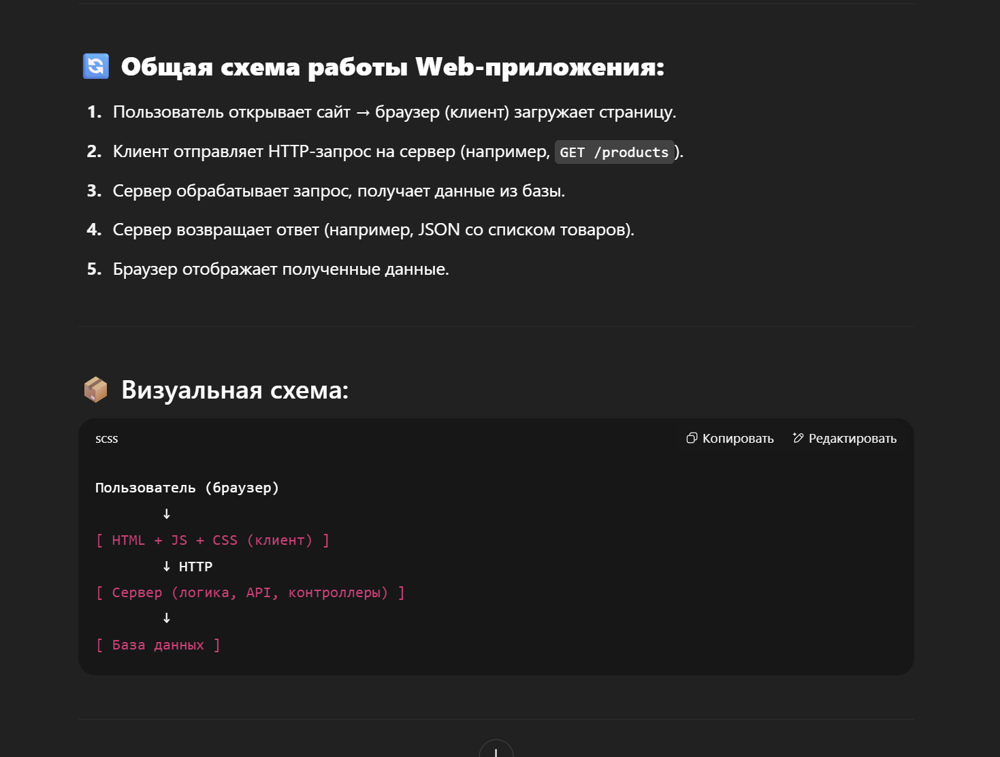 Общая схема работы Web-приложения:
1. Пользователь открывает сайт → браузер (клиент) загружает страницу.
2. Клиент отправляет HTTP-запрос на сервер (например, GET /products).
3. Сервер обрабатывает запрос, получает данные из базы.
4. Сервер возвращает ответ (например, JSON со списком товаров).
5. Браузер отображает полученные данные.
Визуальная схема:
scss
Копировать
Редактировать
Пользователь (браузер)
↓
[ HTML + JS + CSS (клиент) ]
↓ HTTP
[ Сервер (логика, API, контроллеры) ]
↓
[ База данных ]